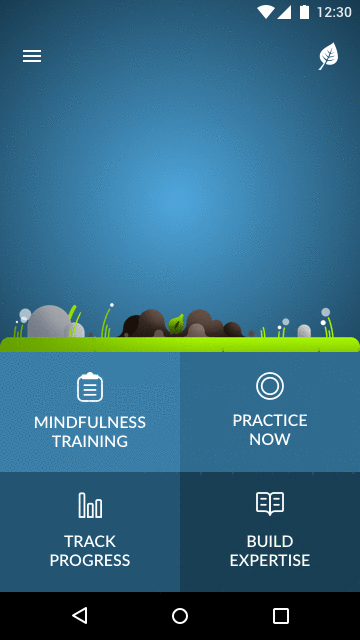 12:30
MINDFULNESS
TRAINING
PRACTICE
NOW
TRACK
PROGRESS
BUILD
EXPERTISE